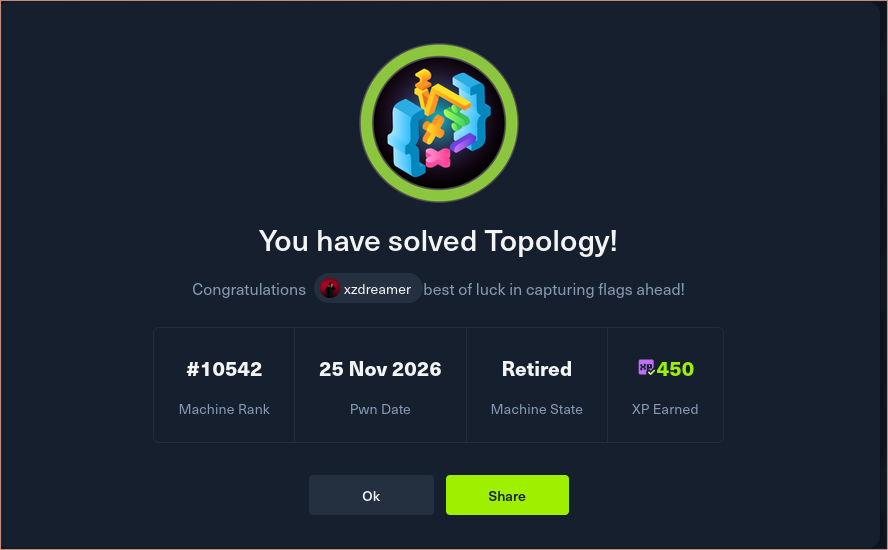 You have solved Topology!
Congratulations xzdreamer best of luck in capturing flags ahead!
#10542 25 Nov 2026 Retired xp 450
Machine Rank Pwn Date Machine State XP Earned
Ok Share